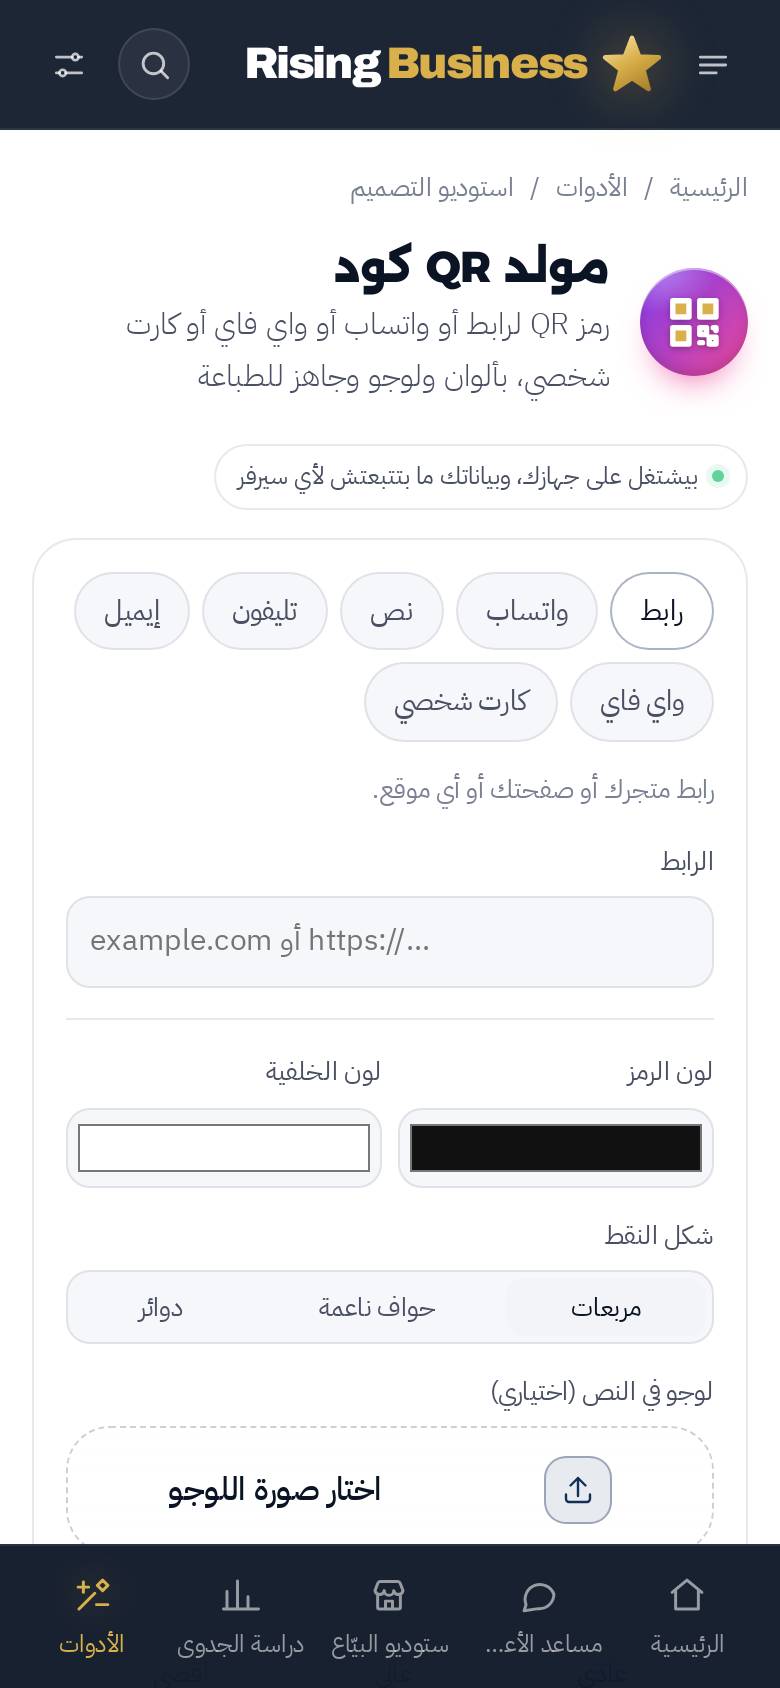 Rising Business
الرئيسية / الأدوات / استوديو التصميم
مولد QR كود
رمز QR لرابط أو واتساب أو واي فاي أو كارت
شخصي، بألوان ولوجو وجاهز للطباعة
بيشتغل على جهازك، وبياناتك ما بتتبعتش لأي سيرفر
رابط واتساب نص تليفون إيميل
واي فاي كارت شخصي
رابط متجرك أو صفحتك أو أي موقع.
الرابط
example.com أو https://...
لون الرمز لون الخلفية
شكل النقط
مربعات حواف ناعمة دوائر
لوجو في النص (اختياري)
اختار صورة اللوجو
الرئيسية مساعد الأع... ستوديو البيّاع دراسة الجدوى الأدوات
عادي عالي أقصى